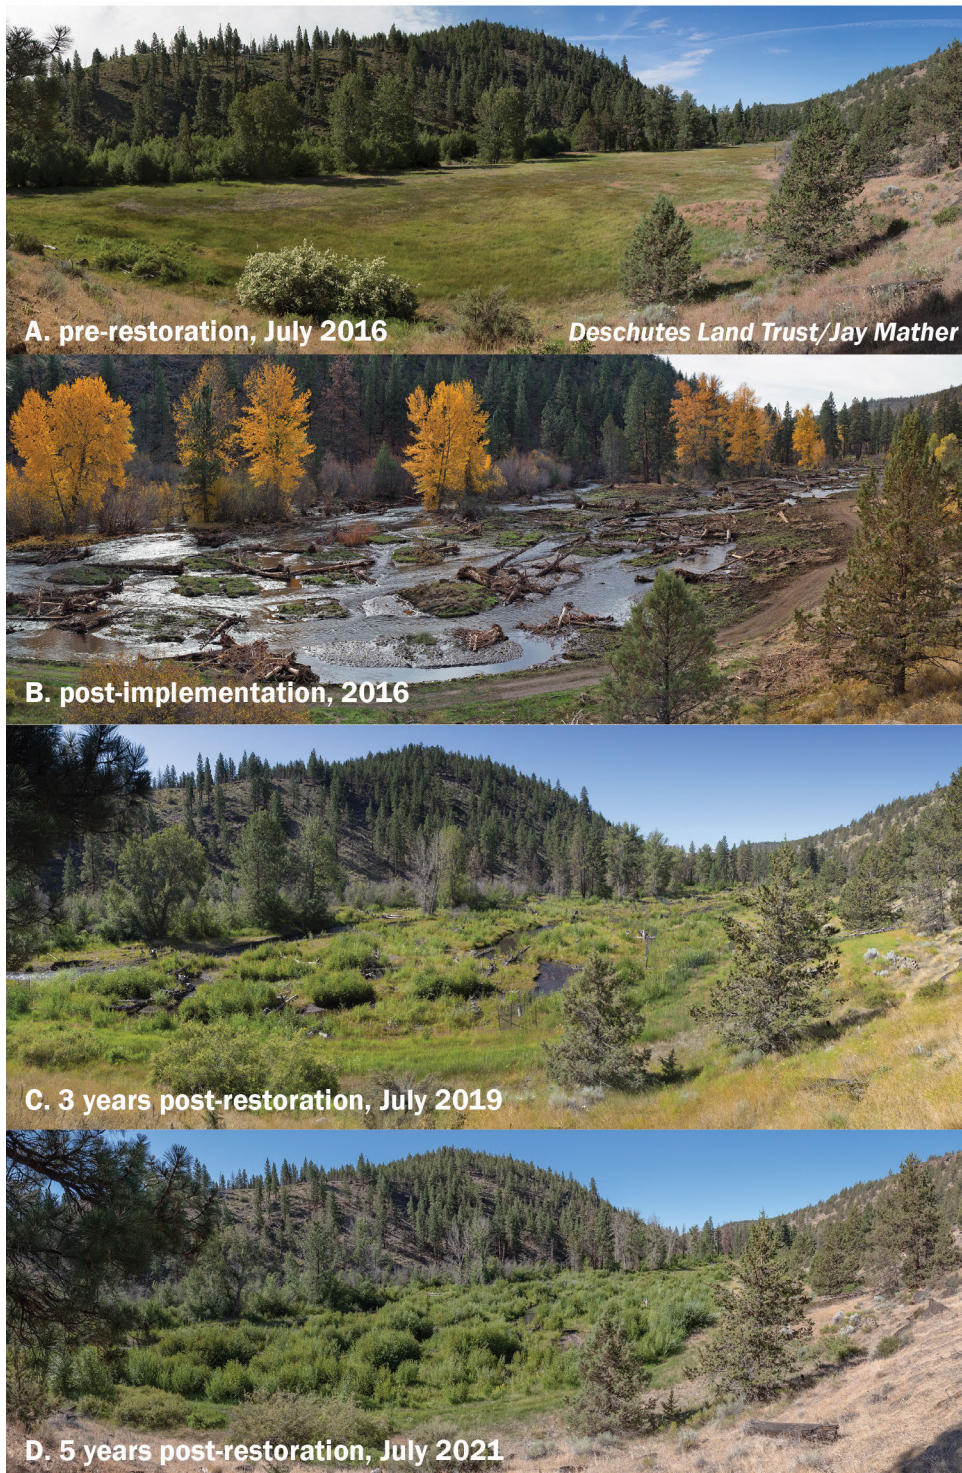 A. pre-restoration, July 2016
Deschutes Land Trust/Jay Mather
B. post-implementation, 2016
C. 3 years post-restoration, July 2019
D. 5 years post-restoration, July 2021